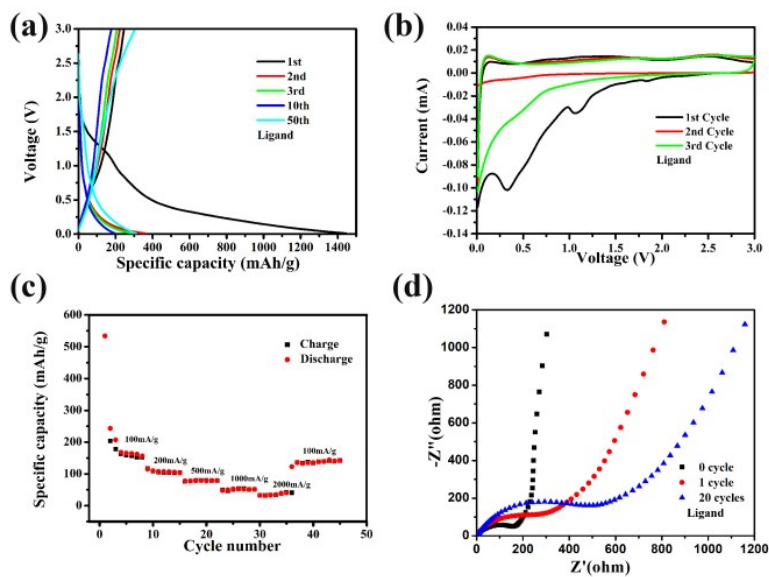 (a)
3.0
2.5
2.0
1.5
1.0
0.5
0.0
Voltage (V)
1st
2nd
3rd
10th
50th
Ligand
0 200 400 600 800 1000 1200 1400
Specific capacity (mAh/g)
(b)
0.04
0.02
0.00
-0.02
-0.04
-0.06
-0.08
-0.10
-0.12
-0.14
Current (mA)
1st Cycle
2nd Cycle
3rd Cycle
Ligand
0.0 0.5 1.0 1.5 2.0 2.5 3.0
Voltage (V)
(c)
600
500
400
300
200
100
0
Specific capacity (mAh/g)
Charge
Discharge
100mA/g
200mA/g
500mA/g
1000mA/g
2000mA/g
100mA/g
0 10 20 30 40 50
Cycle number
(d)
1200
1000
800
600
400
200
0
-Z''(ohm)
0 cycle
1 cycle
20 cycles
Ligand
0 200 400 600 800 1000 1200
Z'(ohm)